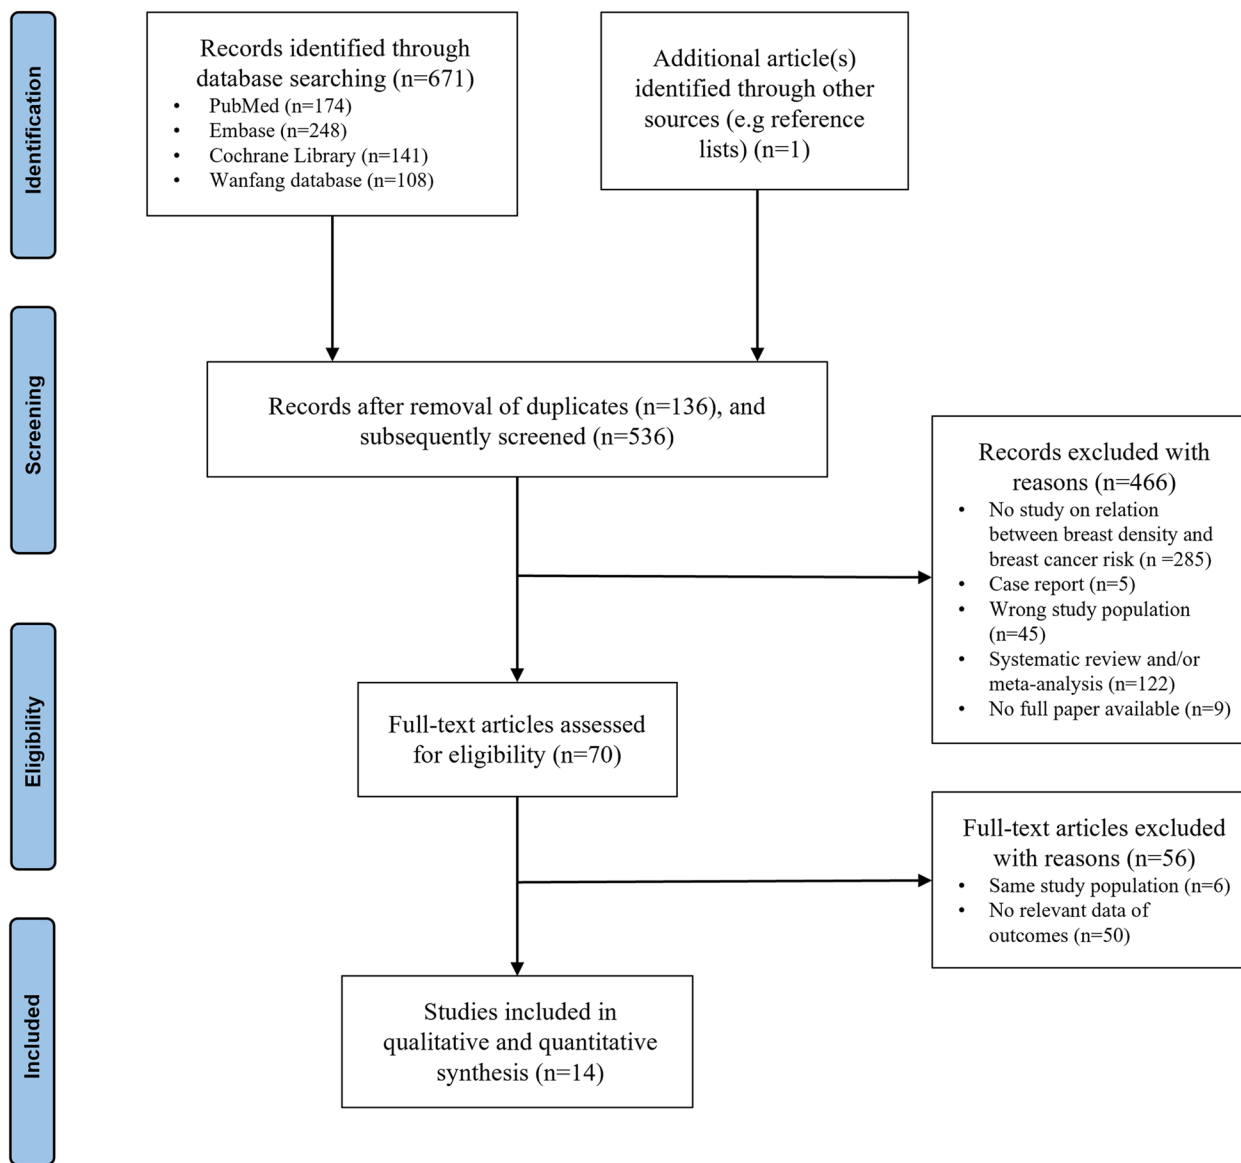 Identification
Records identified through
database searching (n=671)
• PubMed (n=174)
• Embase (n=248)
• Cochrane Library (n=141)
• Wanfang database (n=108)
Additional article(s)
identified through other
sources (e.g reference
lists) (n=1)
Screening
Records after removal of duplicates (n=136), and
subsequently screened (n=536)
Records excluded with
reasons (n=466)
• No study on relation
between breast density and
breast cancer risk (n =285)
• Case report (n=5)
• Wrong study population
(n=45)
• Systematic review and/or
meta-analysis (n=122)
• No full paper available (n=9)
Eligibility
Full-text articles assessed
for eligibility (n=70)
Full-text articles excluded
with reasons (n=56)
• Same study population (n=6)
• No relevant data of
outcomes (n=50)
Included
Studies included in
qualitative and quantitative
synthesis (n=14)